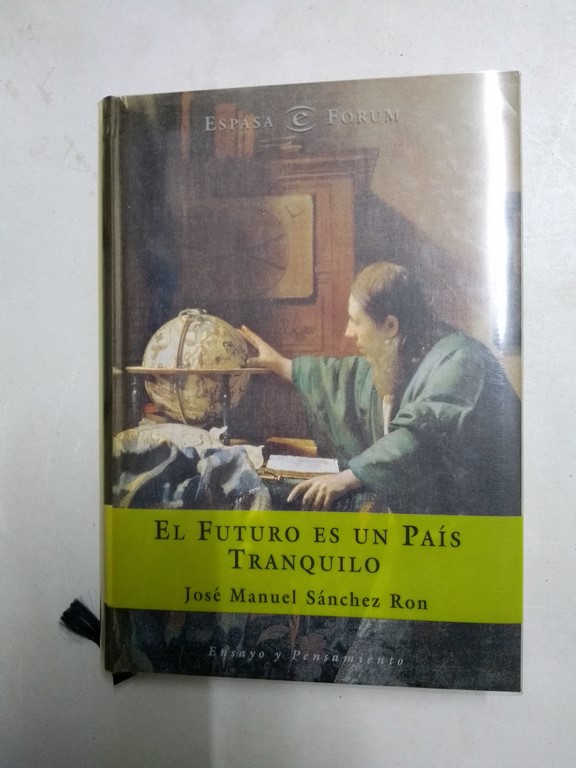 ESPASA e FORUM
EL FUTURO ES UN PAÍS
TRANQUILO
José Manuel Sánchez Ron
Ensayo y Pensamiento